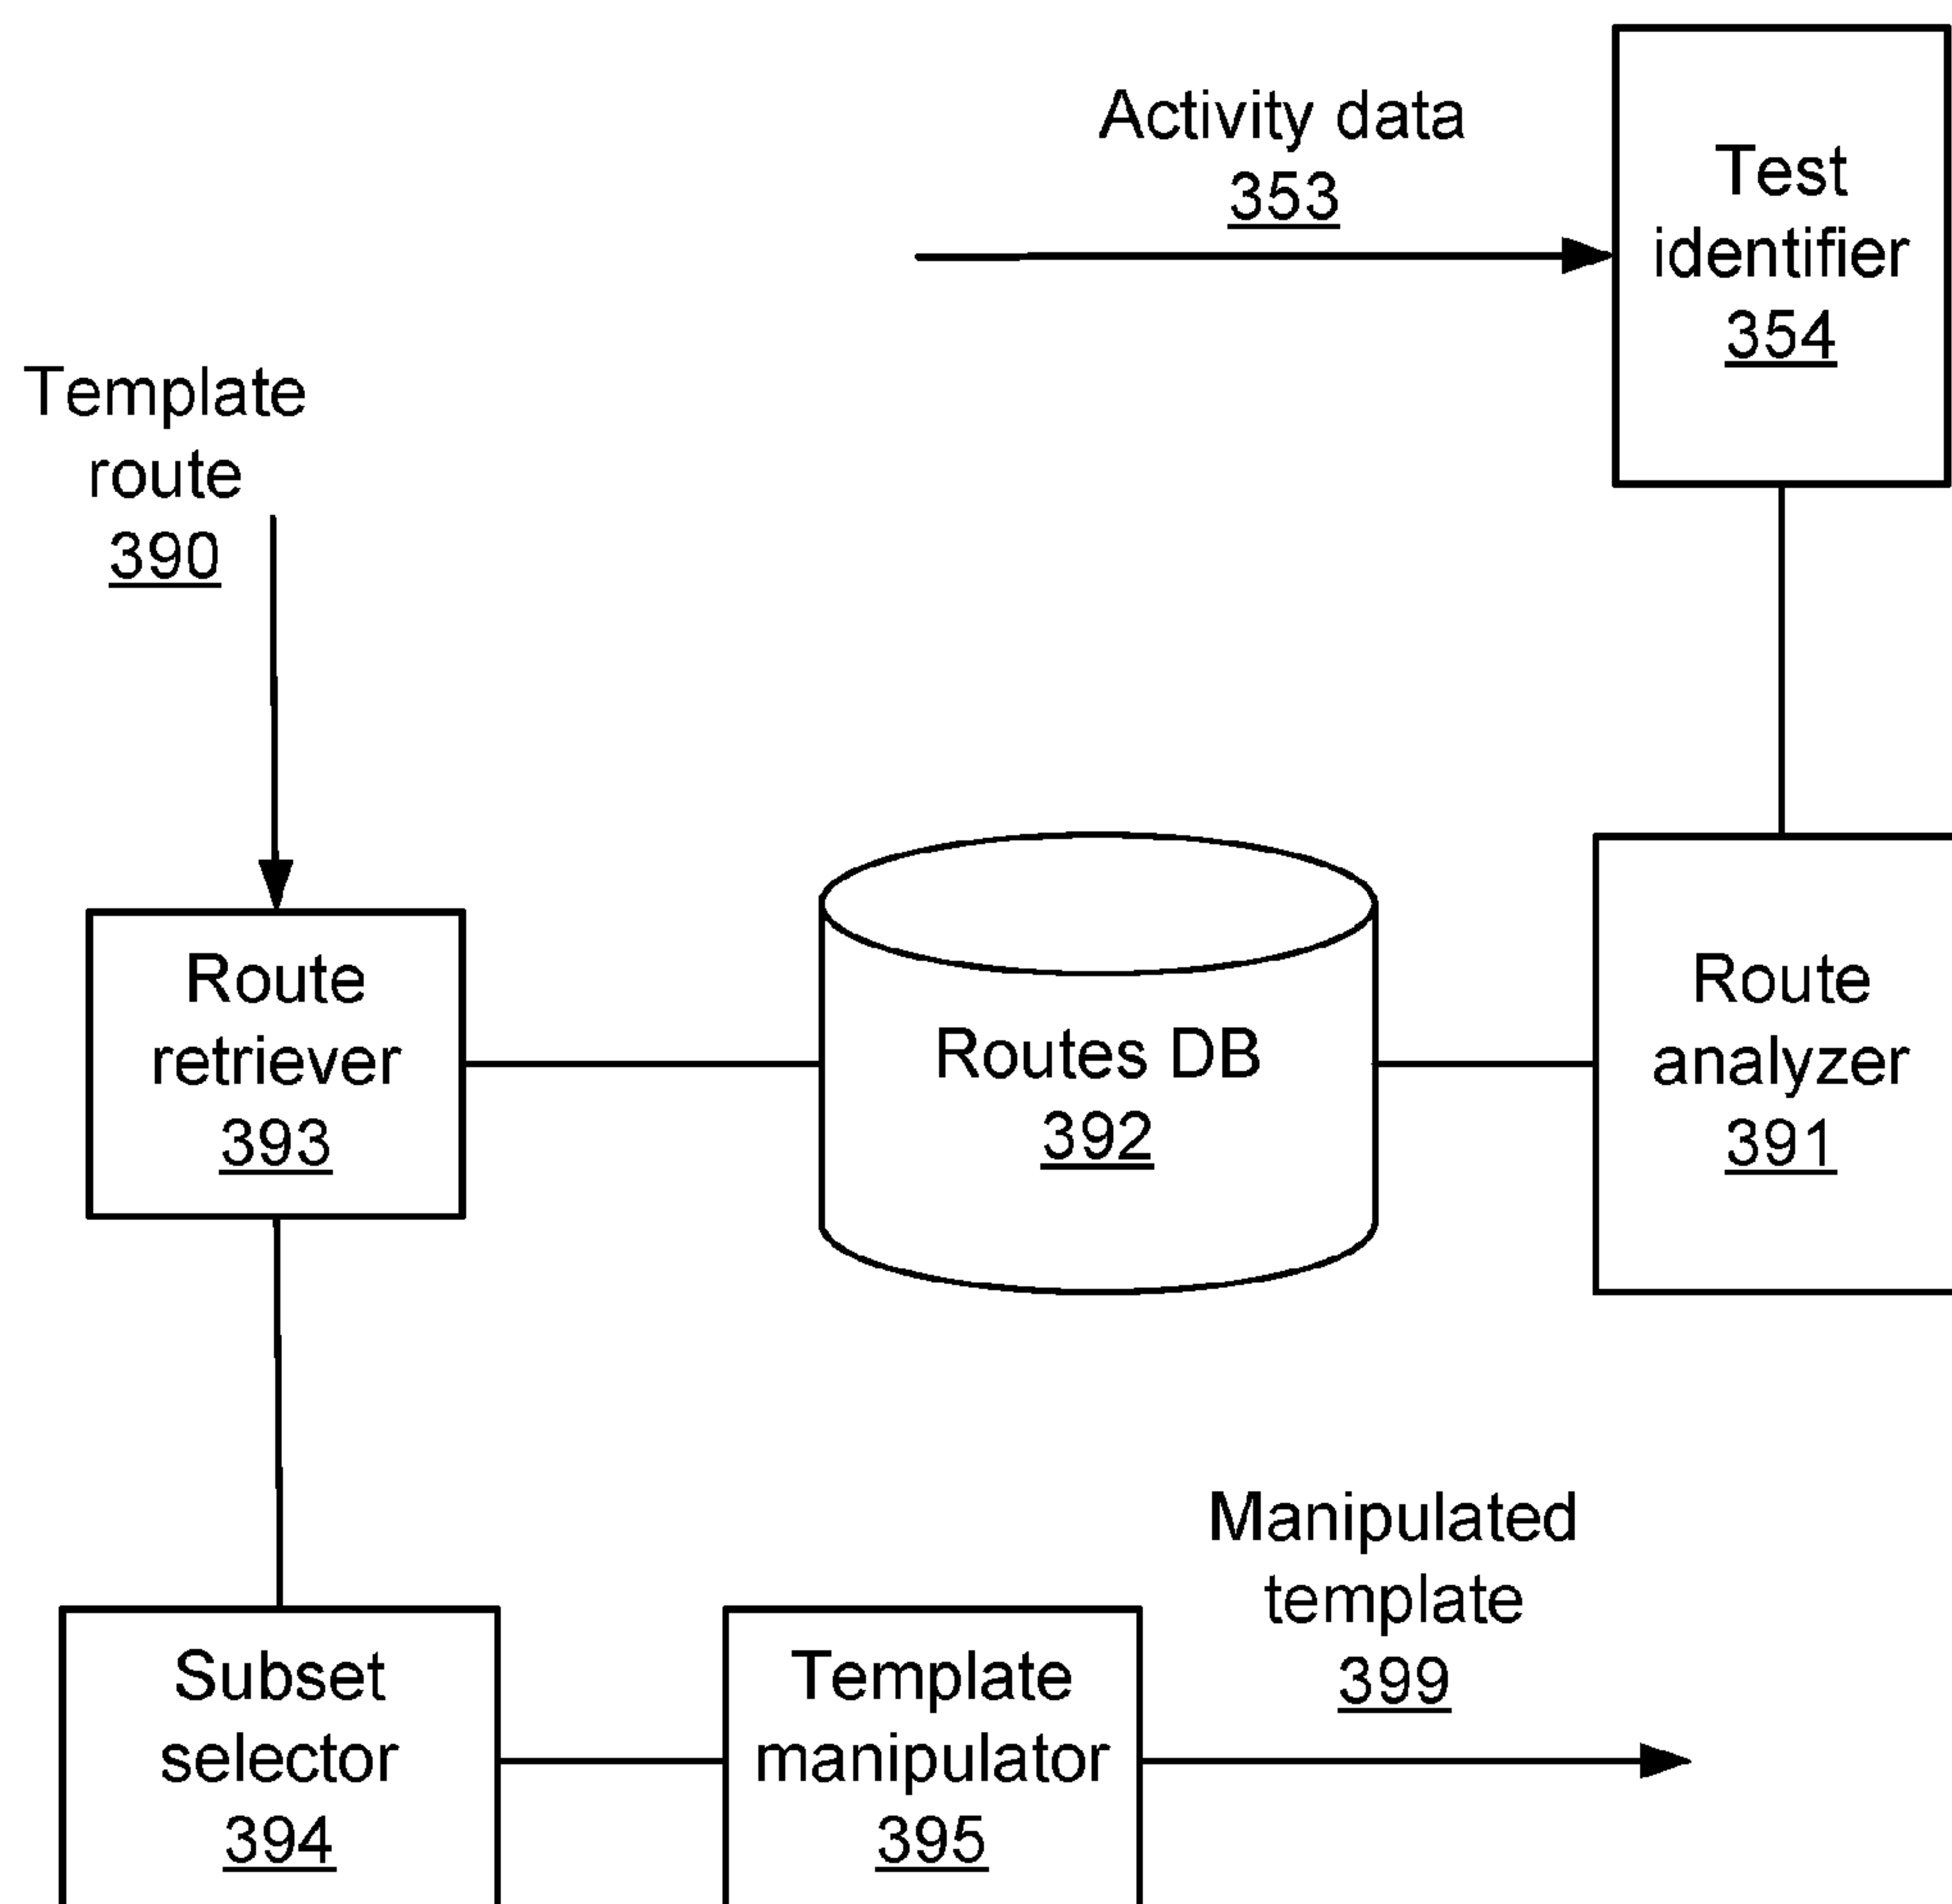 Activity data
353
Test
identifier
354
Template
route
390
Route
retriever
393
Routes DB
392
Route
analyzer
391
Manipulated
template
399
Subset
selector
394
Template
manipulator
395